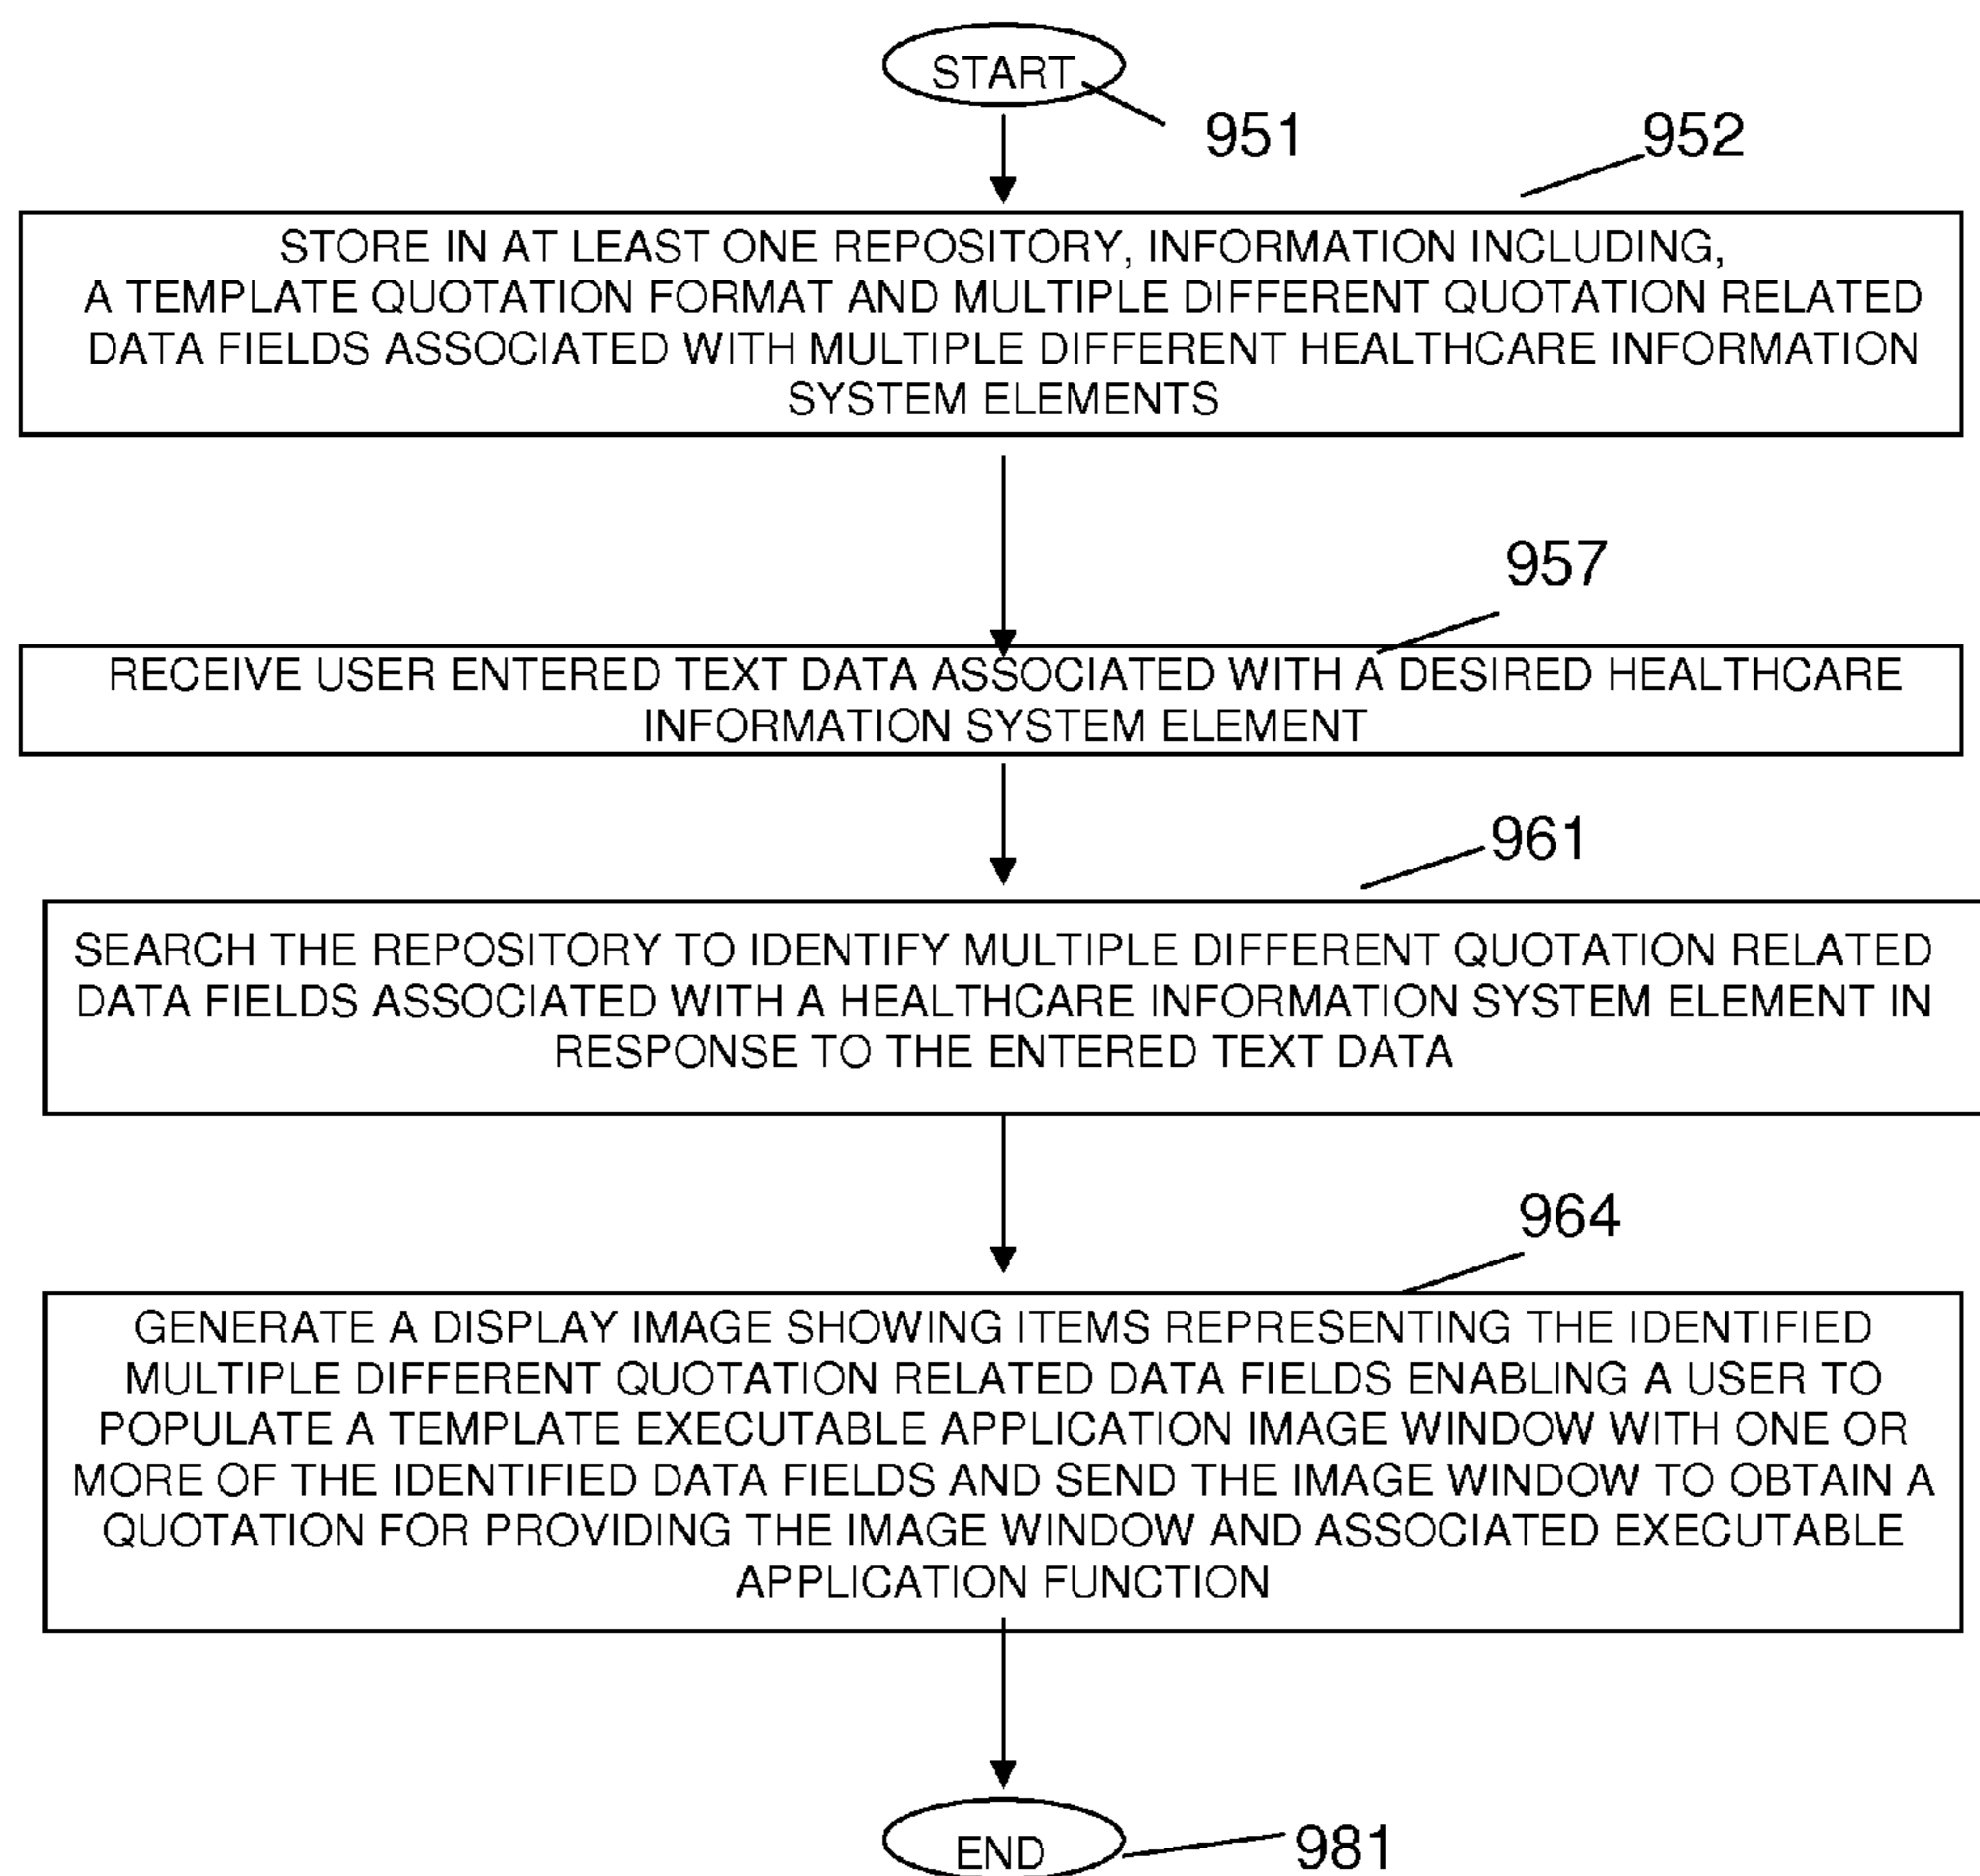 START
951
952
STORE IN AT LEAST ONE REPOSITORY, INFORMATION INCLUDING,
A TEMPLATE QUOTATION FORMAT AND MULTIPLE DIFFERENT QUOTATION RELATED
DATA FIELDS ASSOCIATED WITH MULTIPLE DIFFERENT HEALTHCARE INFORMATION
SYSTEM ELEMENTS
957
RECEIVE USER ENTERED TEXT DATA ASSOCIATED WITH A DESIRED HEALTHCARE
INFORMATION SYSTEM ELEMENT
961
SEARCH THE REPOSITORY TO IDENTIFY MULTIPLE DIFFERENT QUOTATION RELATED
DATA FIELDS ASSOCIATED WITH A HEALTHCARE INFORMATION SYSTEM ELEMENT IN
RESPONSE TO THE ENTERED TEXT DATA
964
GENERATE A DISPLAY IMAGE SHOWING ITEMS REPRESENTING THE IDENTIFIED
MULTIPLE DIFFERENT QUOTATION RELATED DATA FIELDS ENABLING A USER TO
POPULATE A TEMPLATE EXECUTABLE APPLICATION IMAGE WINDOW WITH ONE OR
MORE OF THE IDENTIFIED DATA FIELDS AND SEND THE IMAGE WINDOW TO OBTAIN A
QUOTATION FOR PROVIDING THE IMAGE WINDOW AND ASSOCIATED EXECUTABLE
APPLICATION FUNCTION
END
981